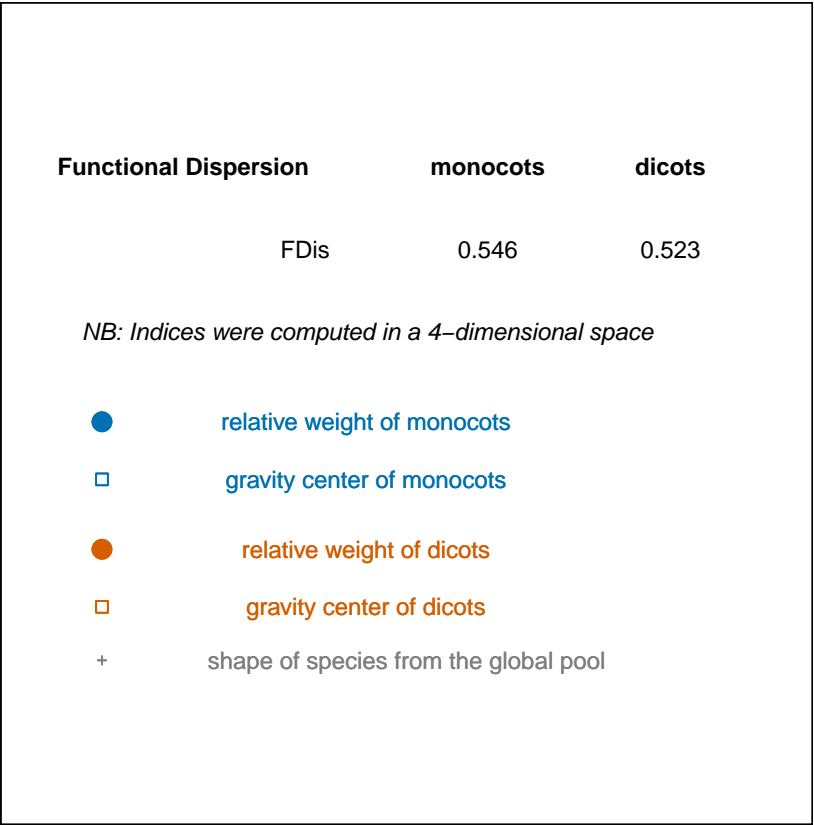 Functional Dispersion monocots dicots
FDis 0.546 0.523
NB: Indices were computed in a 4−dimensional space
relative weight of monocots
gravity center of monocots
relative weight of dicots
gravity center of dicots
shape of species from the global pool